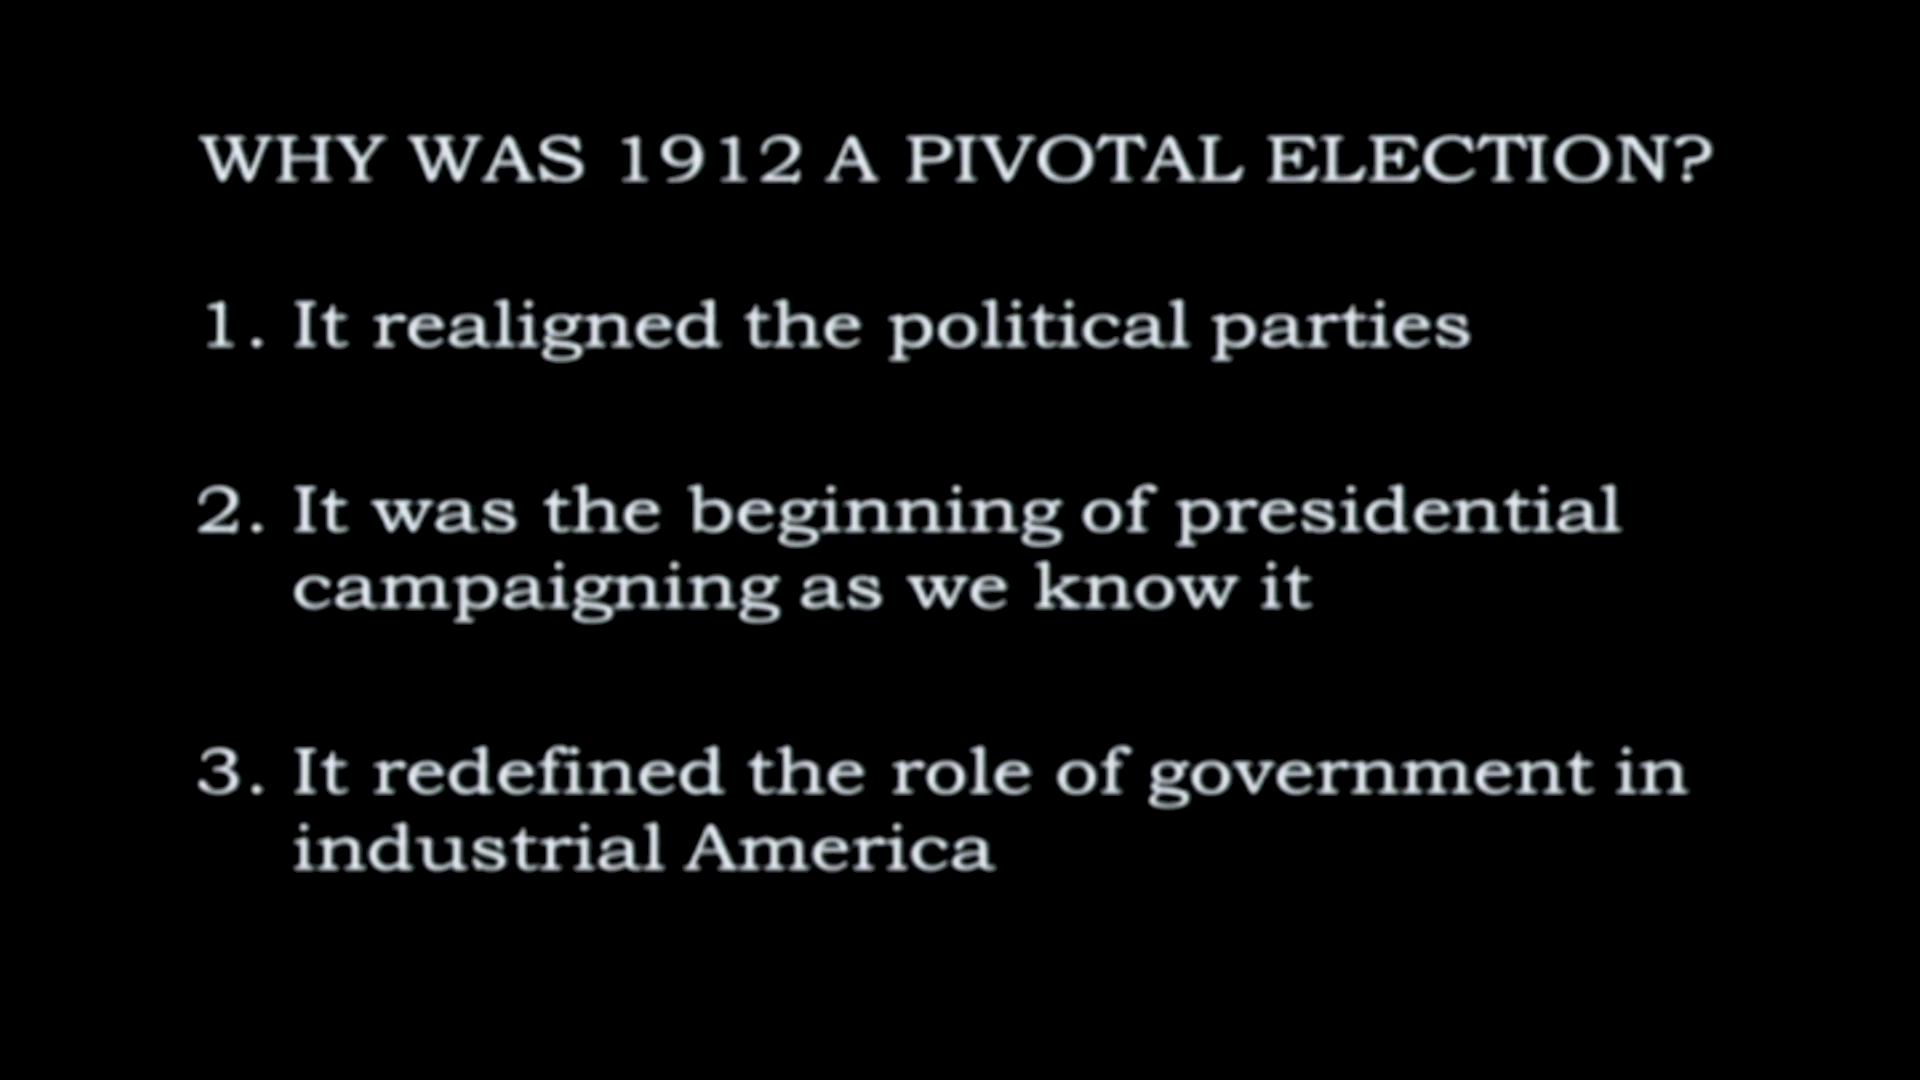 WHY WAS 1912 A PIVOTAL ELECTION?
1. It realigned the political parties
2. It was the beginning of presidential
campaigning as we know it
3. It redefined the role of government in
industrial America